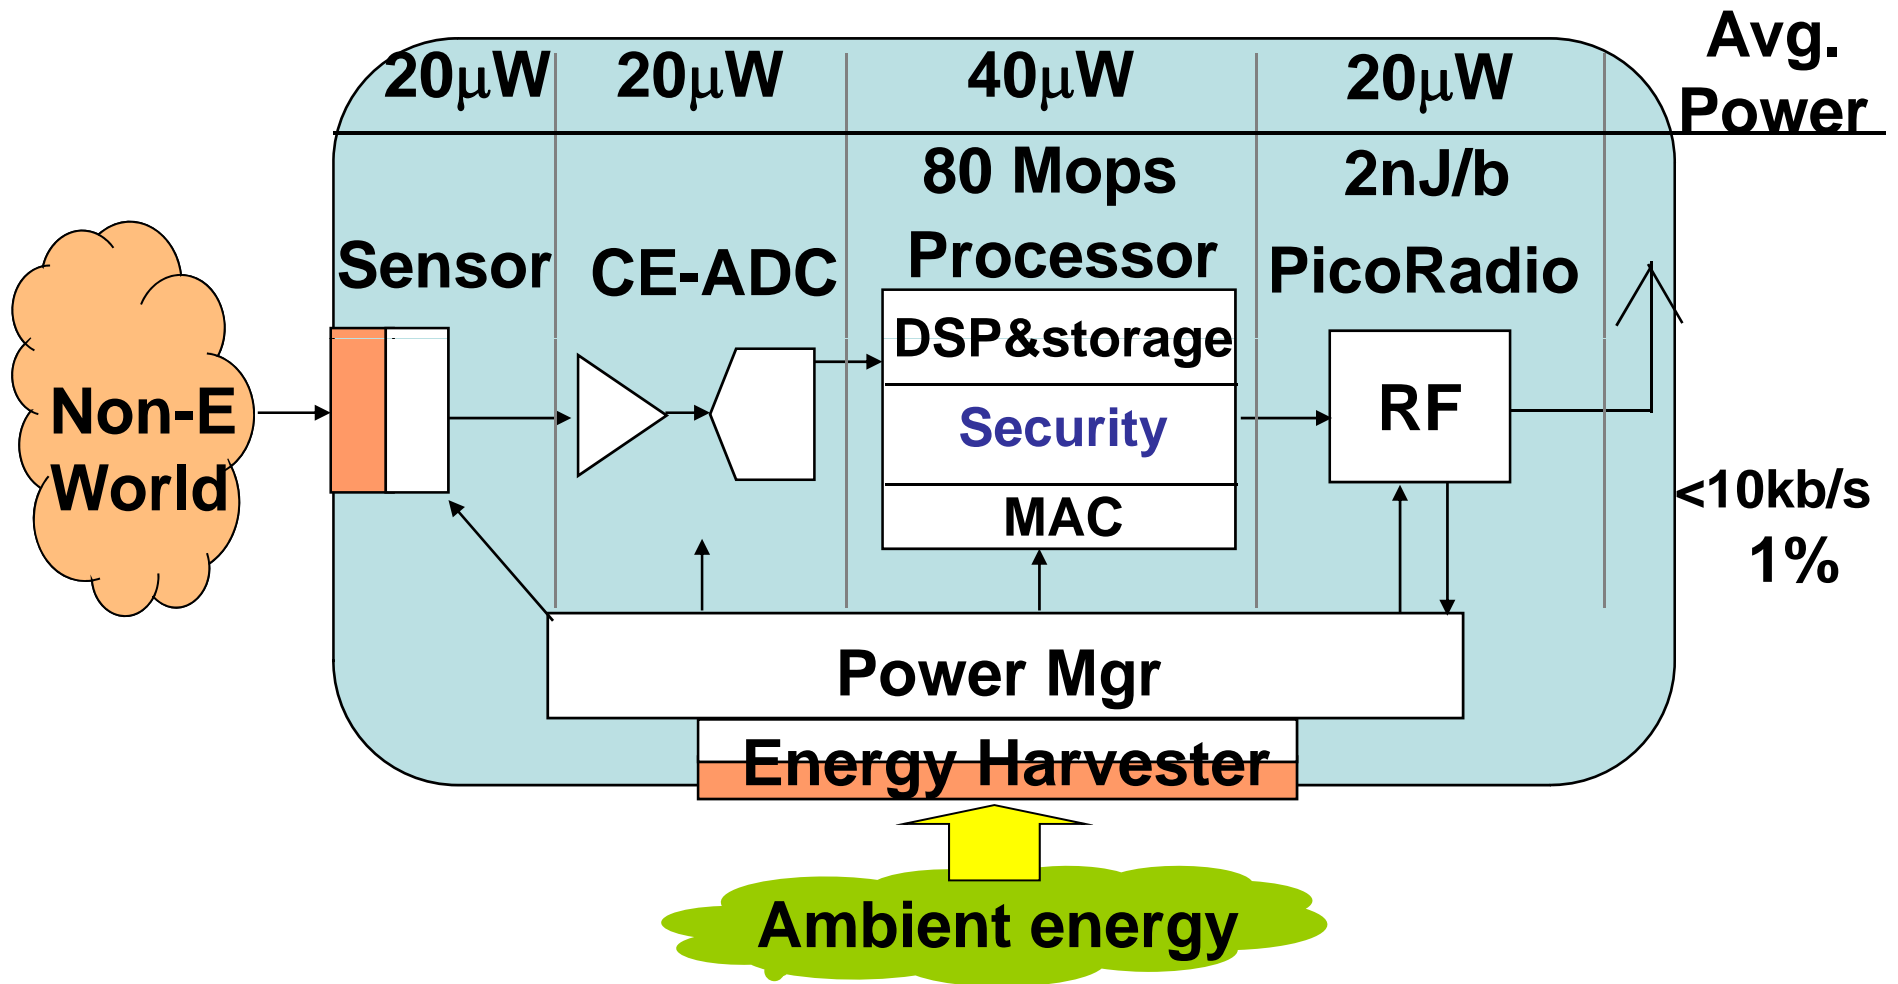 20μW 20μW 40μW 20μW Avg.
Power
80 Mops 2nJ/b
Sensor CE-ADC Processor PicoRadio
DSP&storage
Non-E
World
Security
RF
MAC
<10kb/s
1%
Power Mgr
Energy Harvester
Ambient energy